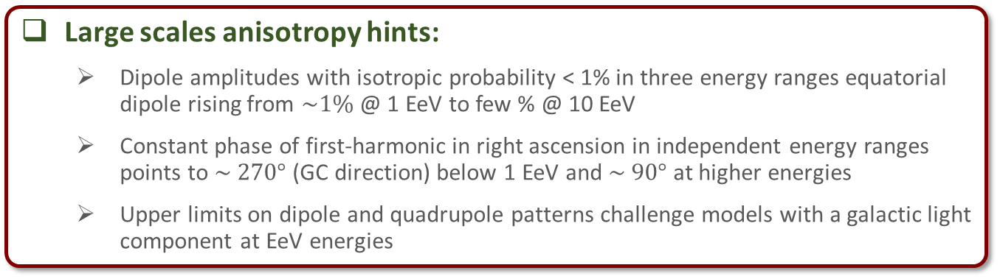 ❑ Large scales anisotropy hints:
➢ Dipole amplitudes with isotropic probability < 1% in three energy ranges equatorial
dipole rising from ~1% @ 1 EeV to few % @ 10 EeV
➢ Constant phase of first-harmonic in right ascension in independent energy ranges
points to ~ 270° (GC direction) below 1 EeV and ~ 90° at higher energies
➢ Upper limits on dipole and quadrupole patterns challenge models with a galactic light
component at EeV energies